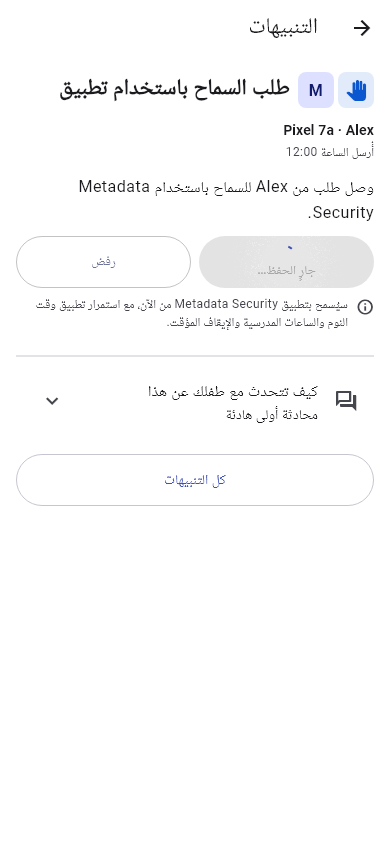 التنبيهات
طلب السماح باستخدام تطبيق
M
Pixel 7a · Alex
أُرسل الساعة 12:00
وصل طلب من Alex للسماح باستخدام Metadata
Security.
جارٍ الحفظ...
رفض
سيُسمح بتطبيق Metadata Security من الآن، مع استمرار تطبيق وقت
النوم والساعات المدرسية والإيقاف المؤقت.
كيف تتحدث مع طفلك عن هذا
محادثة أولى هادئة
كل التنبيهات